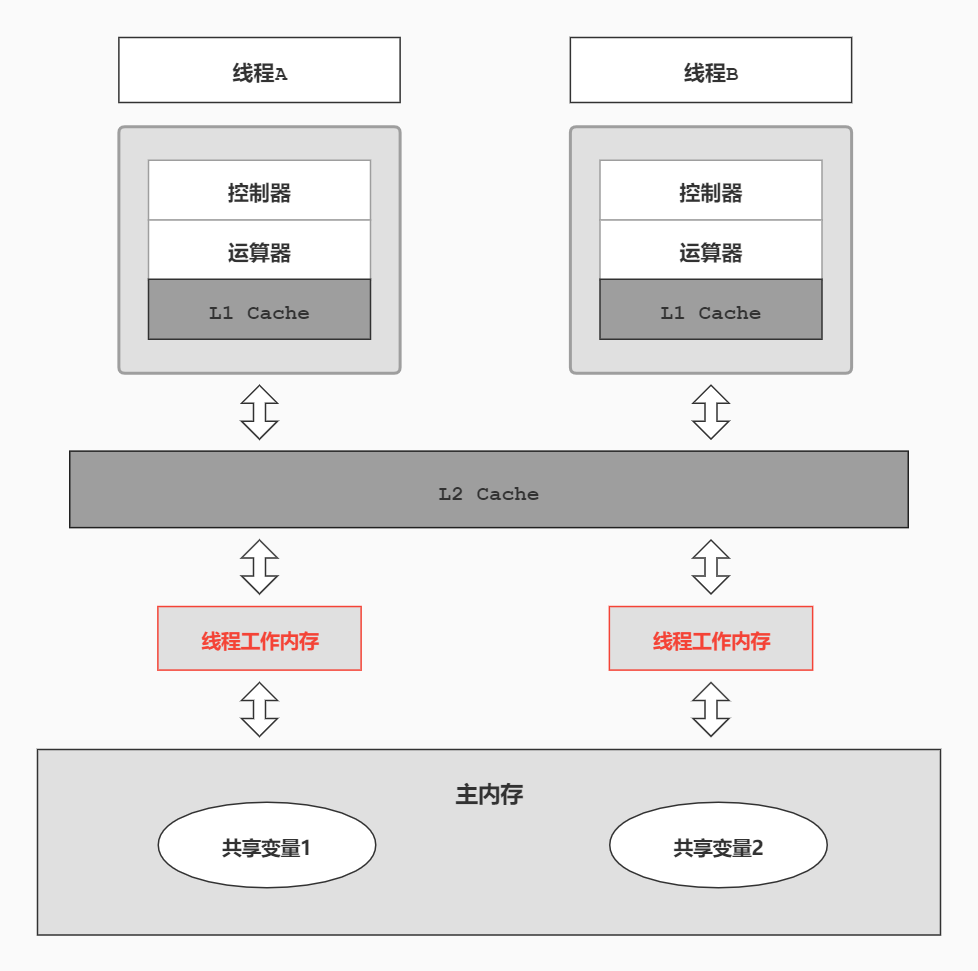 线程A
线程B
控制器
控制器
运算器
运算器
L1 Cache
L1 Cache
L2 Cache
线程工作内存
线程工作内存
主内存
共享变量1
共享变量2